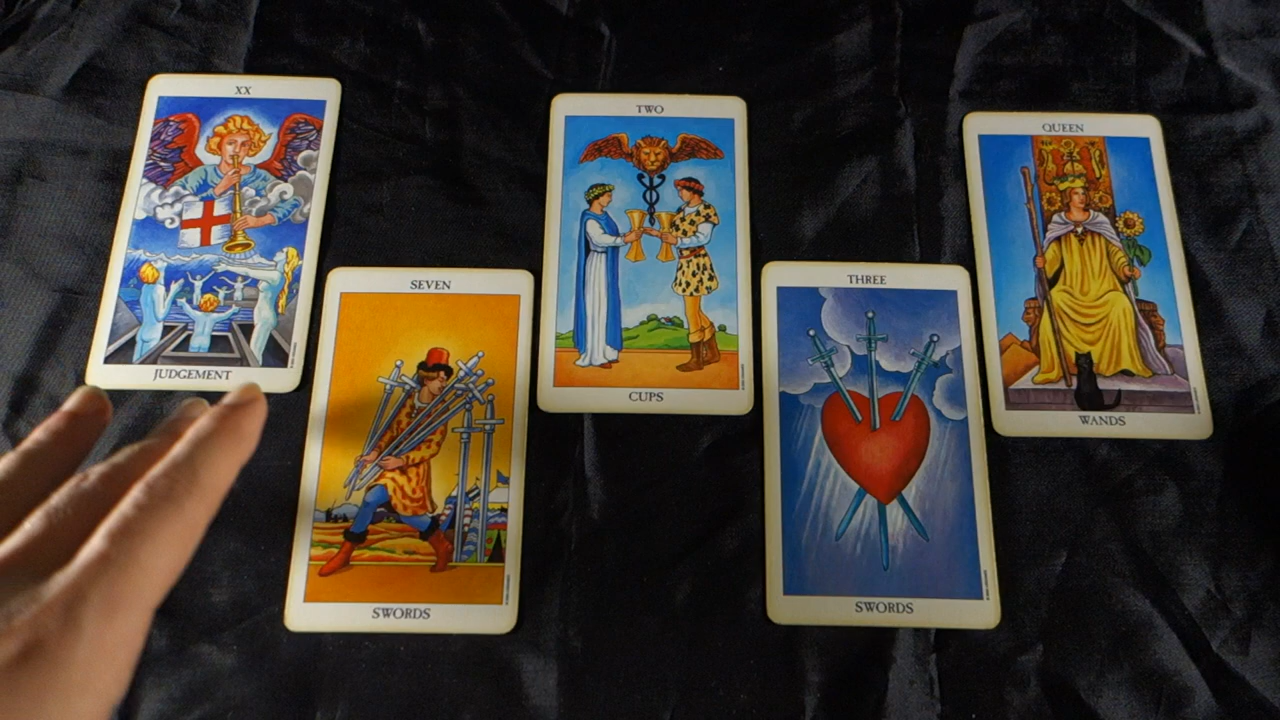 XX
JUDGEMENT
SEVEN
SWORDS
TWO
CUPS
THREE
SWORDS
QUEEN
WANDS